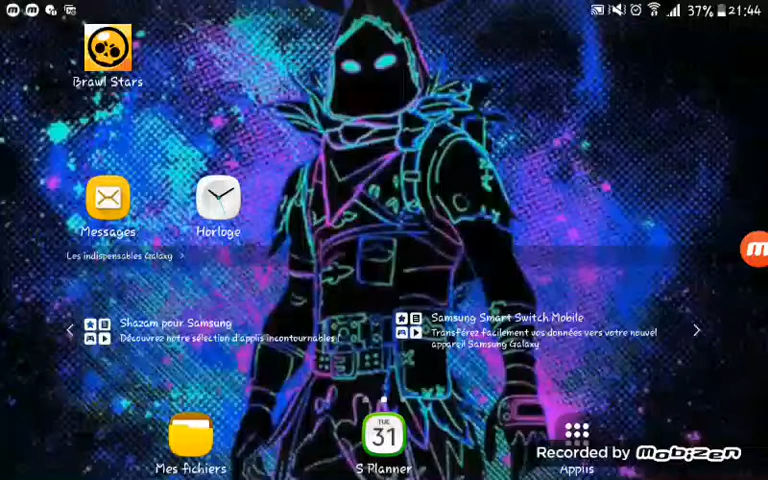 37% 21:44
Brawl Stars
Messages
Horloge
Les indispensables Galaxy >
Shazam pour Samsung
Découvrez notre sélection d'applis incontournables !
Samsung Smart Switch Mobile
Transférez facilement vos données vers votre nouvel
appareil Samsung Galaxy
TUE
31
Mes fichiers
S Planner
Applis
Recorded by Mobizen